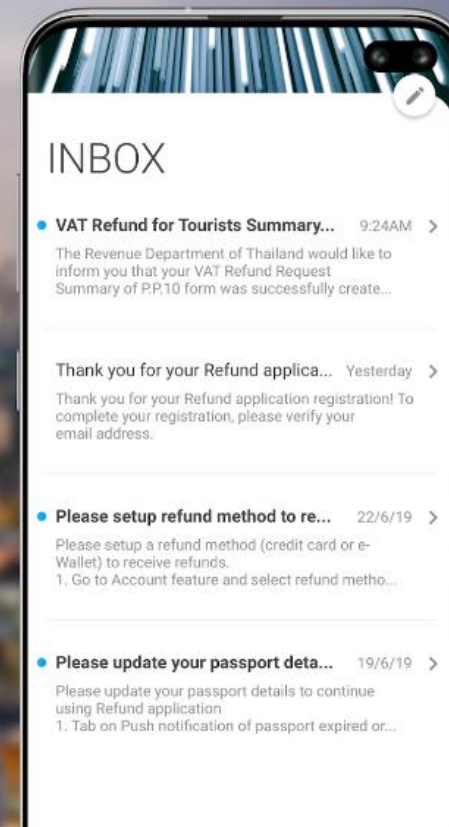 INBOX
VAT Refund for Tourists Summary... 9:24AM
The Revenue Department of Thailand would like to
inform you that your VAT Refund Request
Summary of P.P.10 form was successfully create...
Thank you for your Refund applica... Yesterday
Thank you for your Refund application registration! To
complete your registration, please verify your
email address.
Please setup refund method to re... 22/6/19
Please setup a refund method (credit card or e-
Wallet) to receive refunds.
1. Go to Account feature and select refund metho...
Please update your passport deta... 19/6/19
Please update your passport details to continue
using Refund application
1. Tab on Push notification of passport expired or...